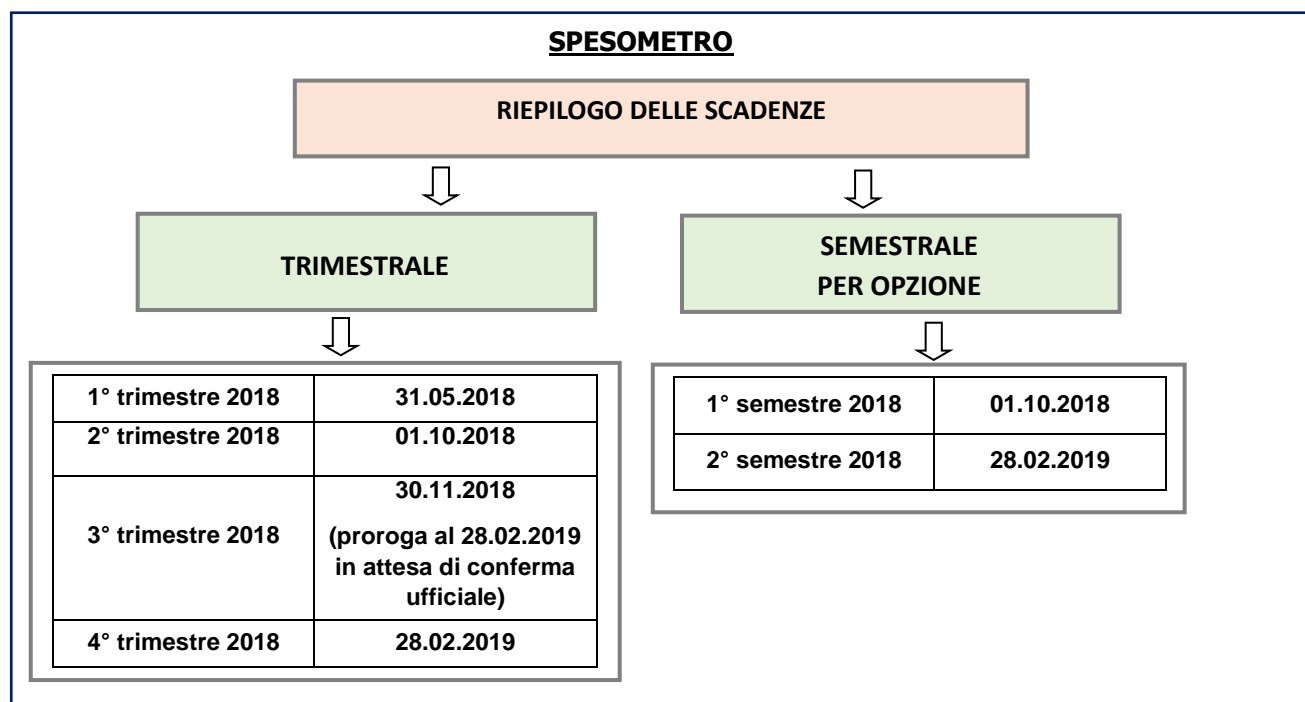 SPESOMETRO
RIEPILOGO DELLE SCADENZE
TRIMESTRALE
SEMESTRALE
PER OPZIONE
1° trimestre 2018 31.05.2018
2° trimestre 2018 01.10.2018
3° trimestre 2018 30.11.2018
(proroga al 28.02.2019
in attesa di conferma
ufficiale)
4° trimestre 2018 28.02.2019
1° semestre 2018 01.10.2018
2° semestre 2018 28.02.2019